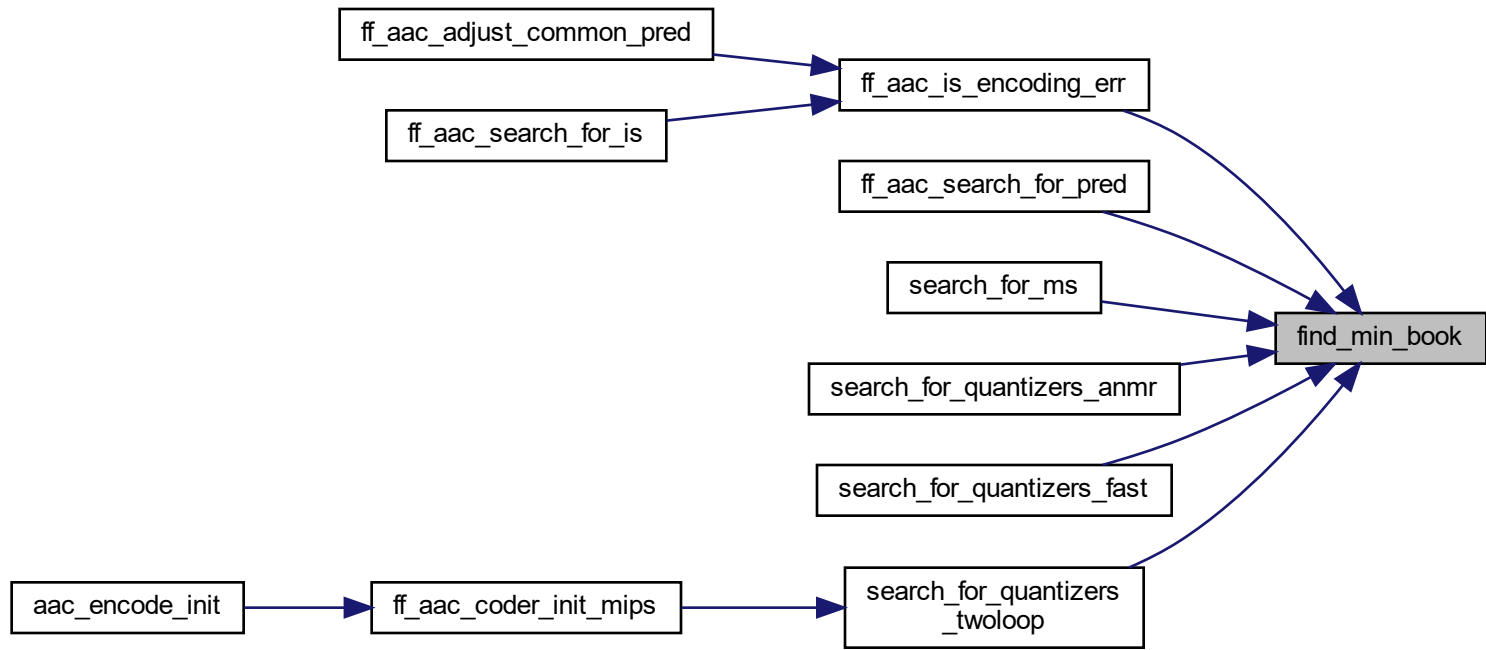 ff_aac_adjust_common_pred
ff_aac_is_encoding_err
ff_aac_search_for_is
ff_aac_search_for_pred
search_for_ms
find_min_book
search_for_quantizers_anmr
search_for_quantizers_fast
aac_encode_init
ff_aac_coder_init_mips
search_for_quantizers
_twoloop